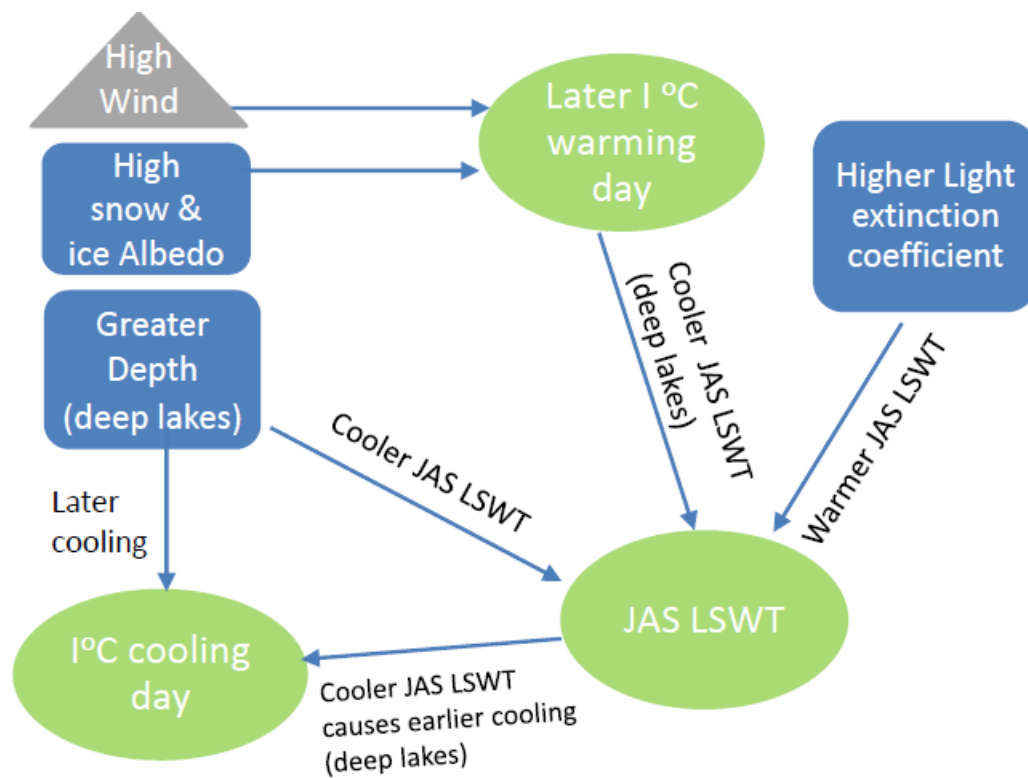 High
Wind
Later I ºC
warming
day
High
snow &
ice Albedo
Higher Light
extinction
coefficient
Greater
Depth
(deep lakes)
Cooler JAS LSWT
(deep lakes)
Cooler JAS LSWT
Warmer JAS LSWT
Later
cooling
JAS LSWT
IºC cooling
day
Cooler JAS LSWT
causes earlier cooling
(deep lakes)